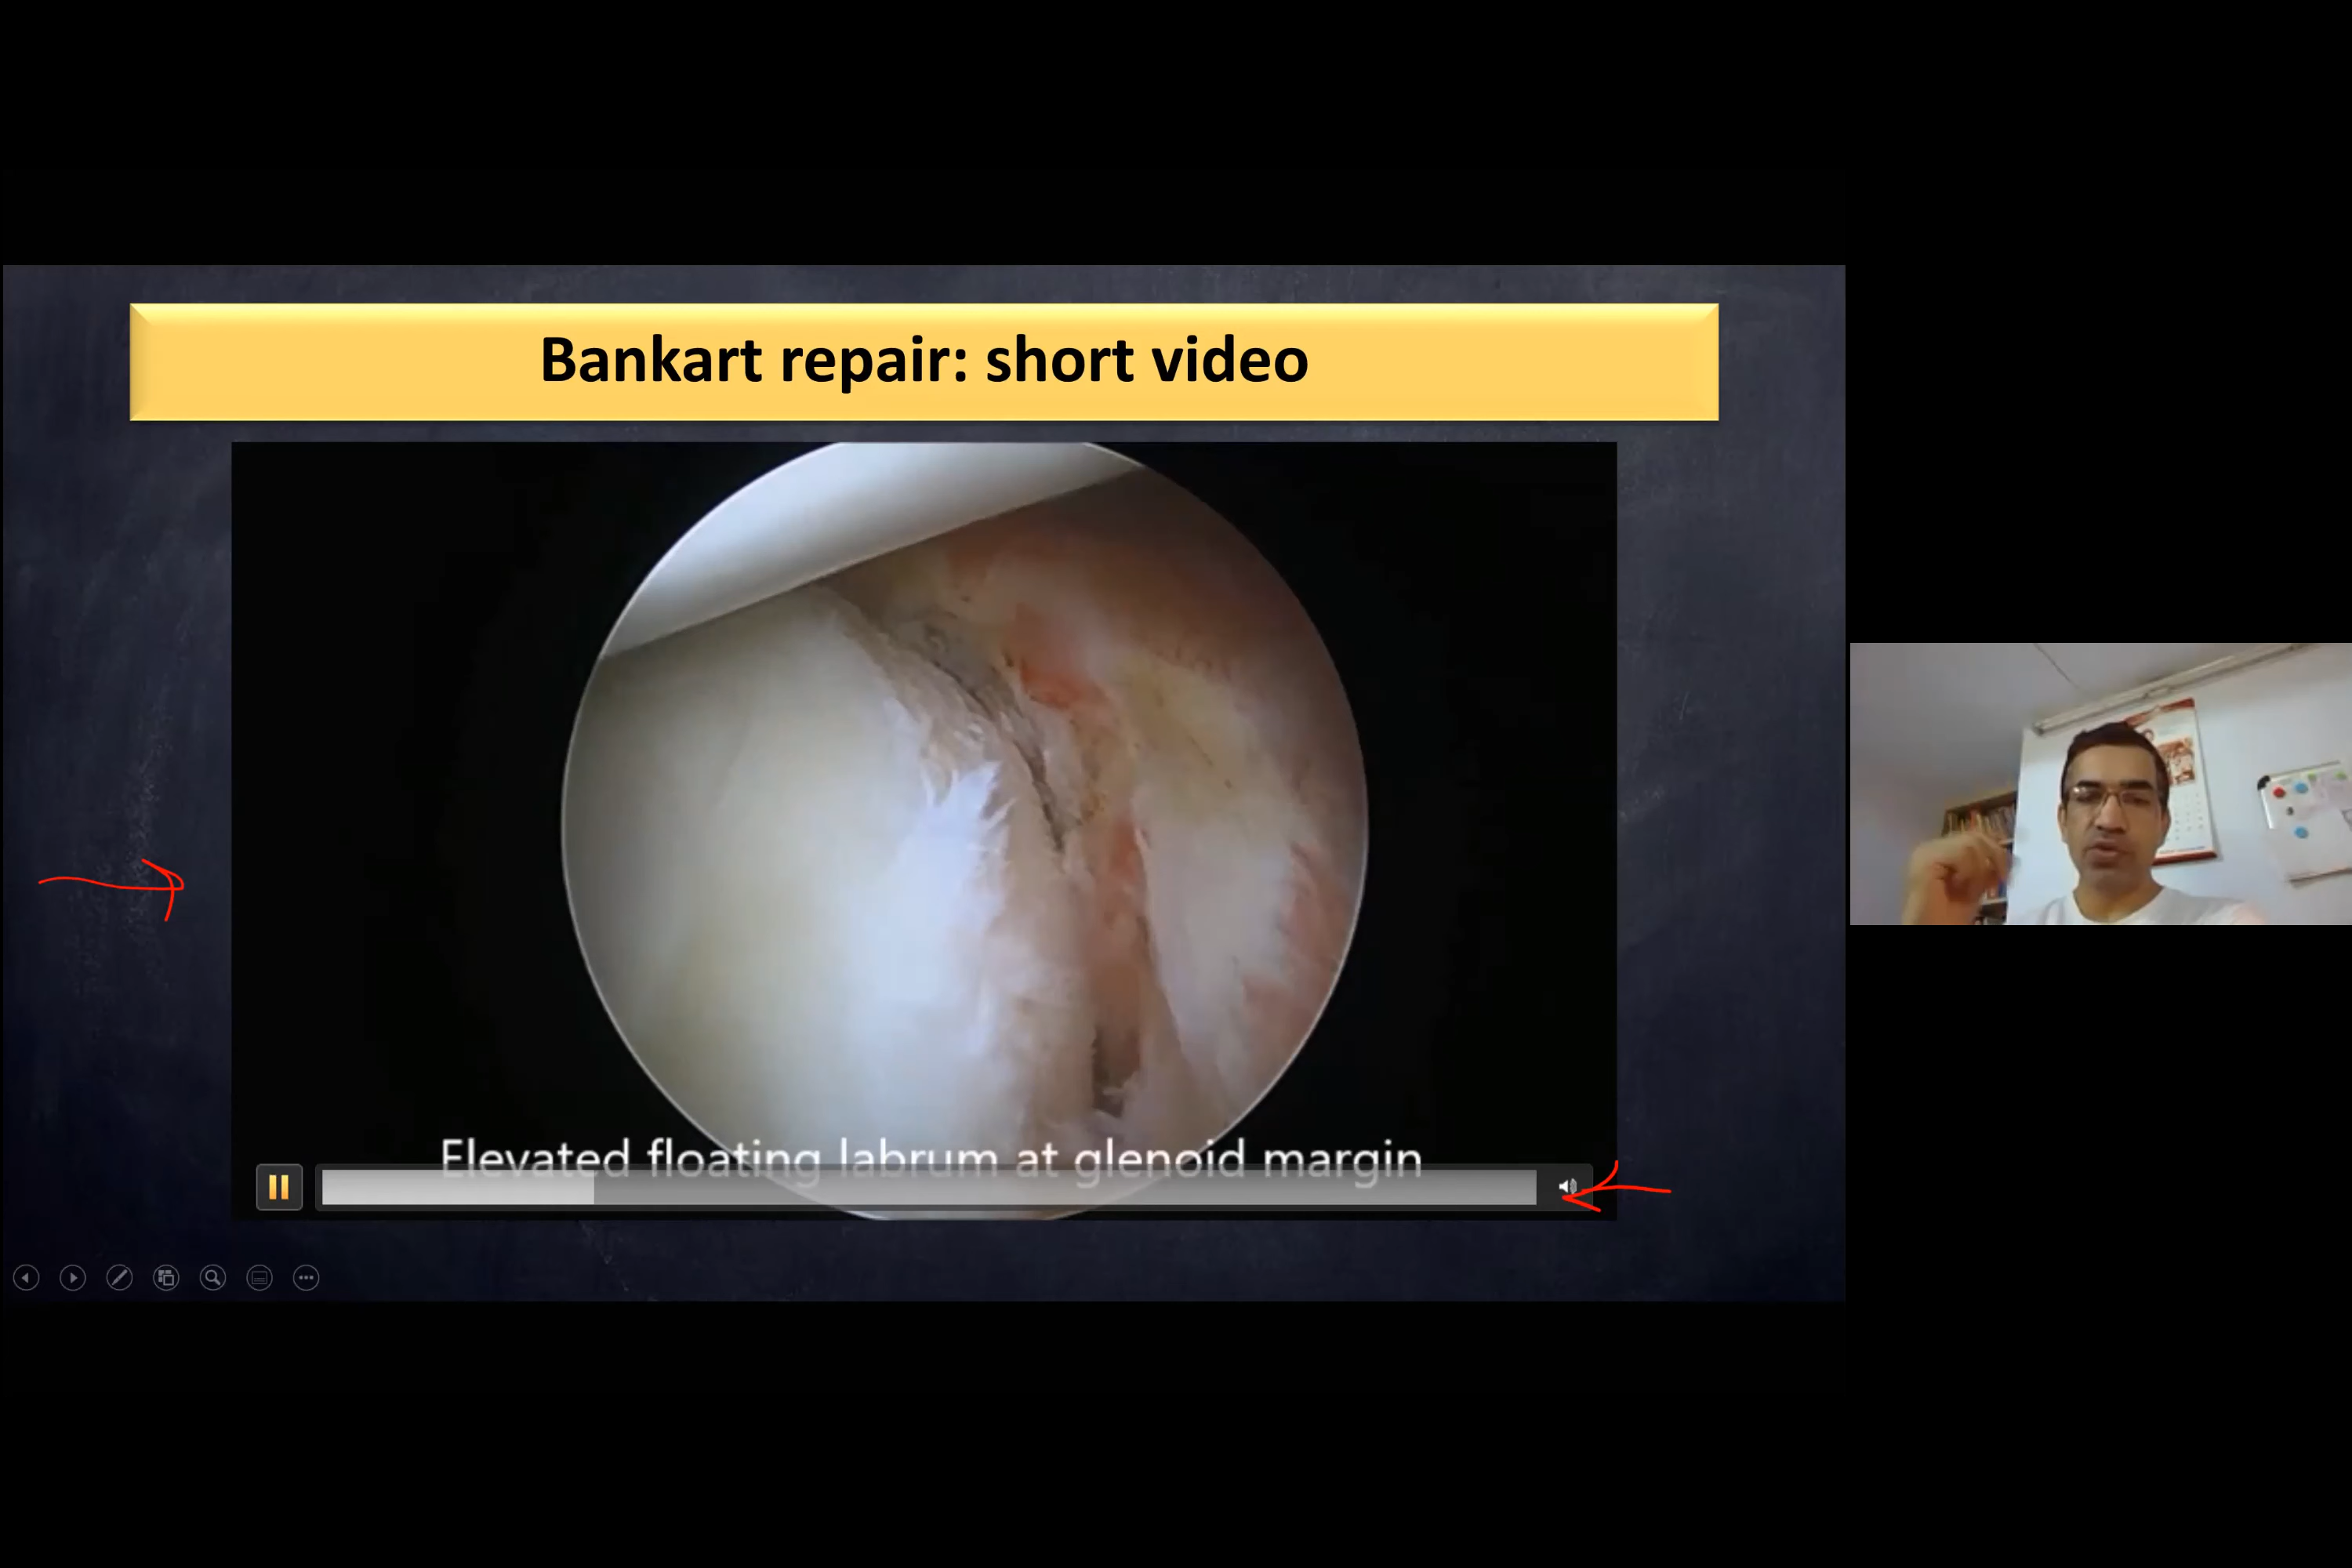 Bankart repair: short video
Elevated floating labrum at glenoid margin